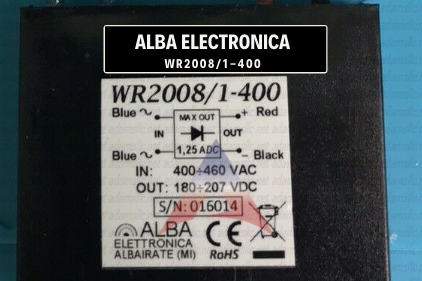 ALBA ELECTRONICA
WR2008/1-400
WR2008/1-400
Blue ~ MAX OUT + Red
IN OUT
Blue ~ 1,25 ADC - Black
IN: 400÷460 VAC
OUT: 180÷207 VDC
S/N: 016014
ALBA
ELETTRONICA
ALBAIRATE (MI)
CE
RoHS